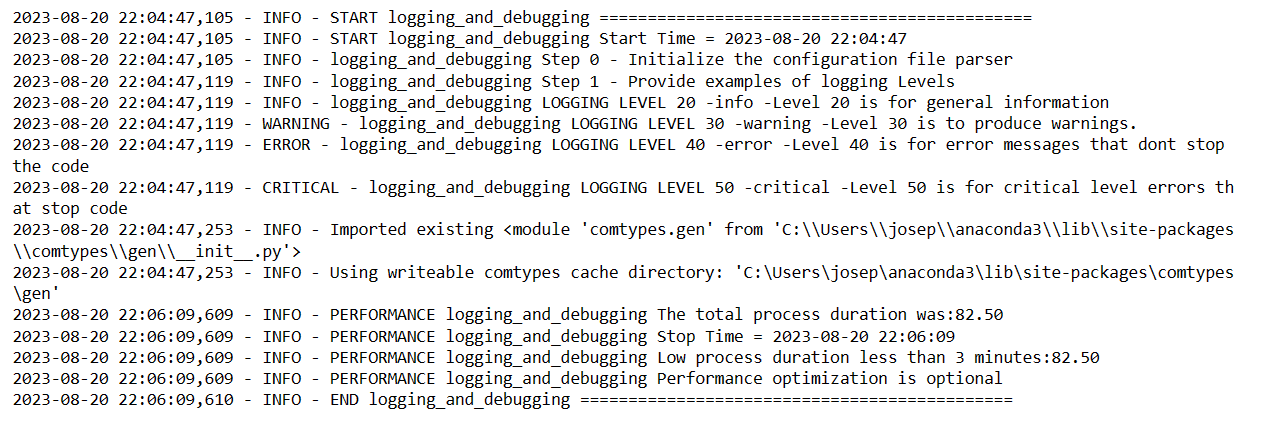 2023-08-20 22:04:47,105 - INFO - START logging_and_debugging =============================================
2023-08-20 22:04:47,105 - INFO - START logging_and_debugging Start Time = 2023-08-20 22:04:47
2023-08-20 22:04:47,105 - INFO - logging_and_debugging Step 0 - Initialize the configuration file parser
2023-08-20 22:04:47,119 - INFO - logging_and_debugging Step 1 - Provide examples of logging Levels
2023-08-20 22:04:47,119 - INFO - logging_and_debugging LOGGING LEVEL 20 -info -Level 20 is for general information
2023-08-20 22:04:47,119 - WARNING - logging_and_debugging LOGGING LEVEL 30 -warning -Level 30 is to produce warnings.
2023-08-20 22:04:47,119 - ERROR - logging_and_debugging LOGGING LEVEL 40 -error -Level 40 is for error messages that dont stop
the code
2023-08-20 22:04:47,119 - CRITICAL - logging_and_debugging LOGGING LEVEL 50 -critical -Level 50 is for critical level errors th
at stop code
2023-08-20 22:04:47,253 - INFO - Imported existing <module 'comtypes.gen' from 'C:\\Users\\josep\\anaconda3\\lib\\site-packages
\\comtypes\\gen\\__init__.py'>
2023-08-20 22:04:47,253 - INFO - Using writeable comtypes cache directory: 'C:\Users\josep\anaconda3\lib\site-packages\comtypes
\gen'
2023-08-20 22:06:09,609 - INFO - PERFORMANCE logging_and_debugging The total process duration was:82.50
2023-08-20 22:06:09,609 - INFO - PERFORMANCE logging_and_debugging Stop Time = 2023-08-20 22:06:09
2023-08-20 22:06:09,609 - INFO - PERFORMANCE logging_and_debugging Low process duration less than 3 minutes:82.50
2023-08-20 22:06:09,609 - INFO - PERFORMANCE logging_and_debugging Performance optimization is optional
2023-08-20 22:06:09,610 - INFO - END logging_and_debugging =============================================